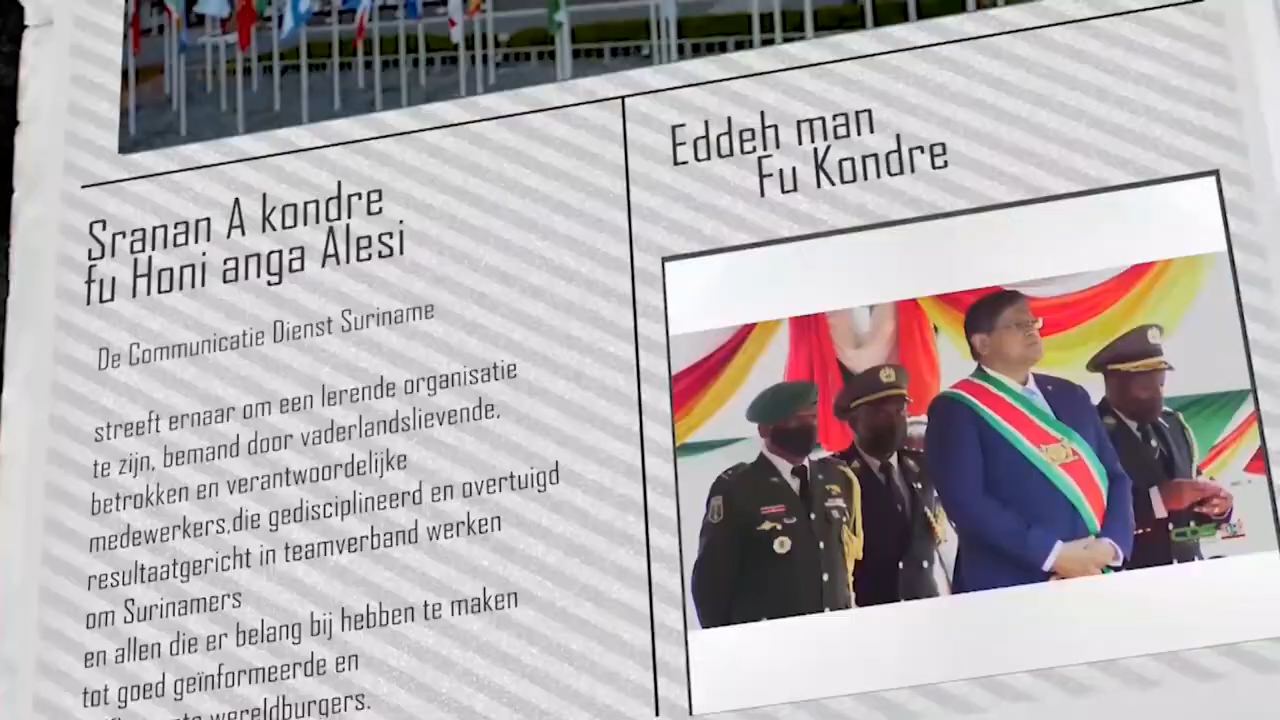 Sranan A kondre
fu Honi anga Alesi
De Communicatie Dienst Suriname
streeft ernaar om een lerende organisatie
te zijn, bemand door vaderlandslievende,
betrokken en verantwoordelijke
medewerkers,die gedisciplineerd en overtuigd
resultaatgericht in teamverband werken
om Surinamers
en allen die er belang bij hebben te maken
tot goed geïnformeerde en
wereldburgers.
Eddeh man
Fu Kondre